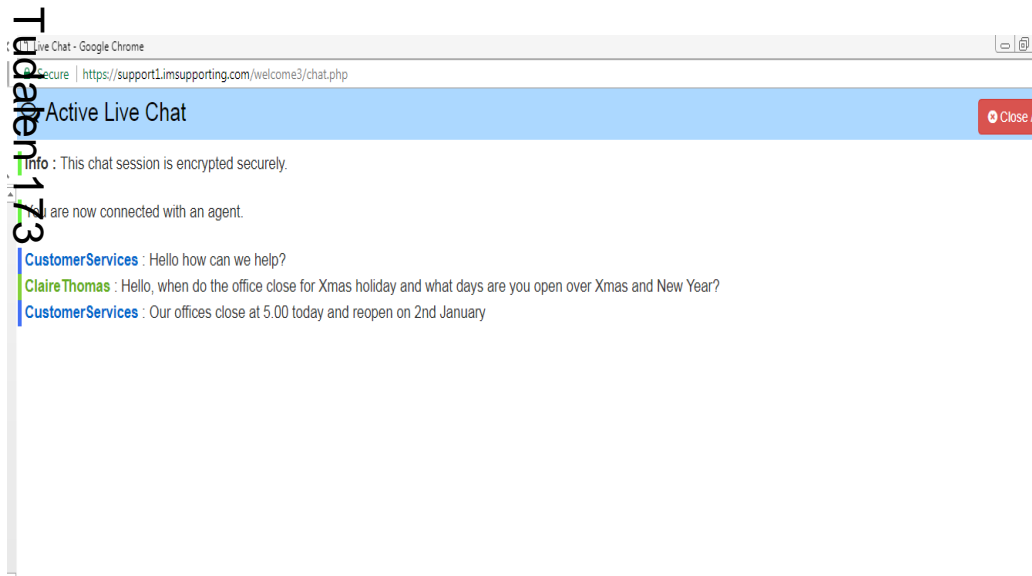 Tudalen 173
Live Chat - Google Chrome
Secure | https://support1.imsupporting.com/welcome3/chat.php
Active Live Chat
Close
Info : This chat session is encrypted securely.
You are now connected with an agent.
CustomerServices : Hello how can we help?
ClaireThomas : Hello, when do the office close for Xmas holiday and what days are you open over Xmas and New Year?
CustomerServices : Our offices close at 5.00 today and reopen on 2nd January